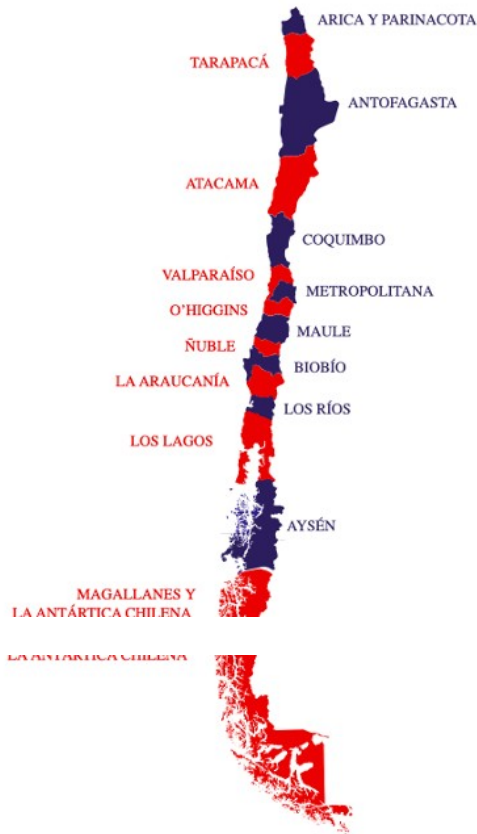 ARICA Y PARINACOTA
TARAPACÁ
ANTOFAGASTA
ATACAMA
COQUIMBO
VALPARAÍSO
METROPOLITANA
O'HIGGINS
MAULE
ÑUBLE
BIOBÍO
LA ARAUCANÍA
LOS RÍOS
LOS LAGOS
AYSÉN
MAGALLANES Y
LA ANTÁRTICA CHILENA
LA ANTÁRTICA CHILENA